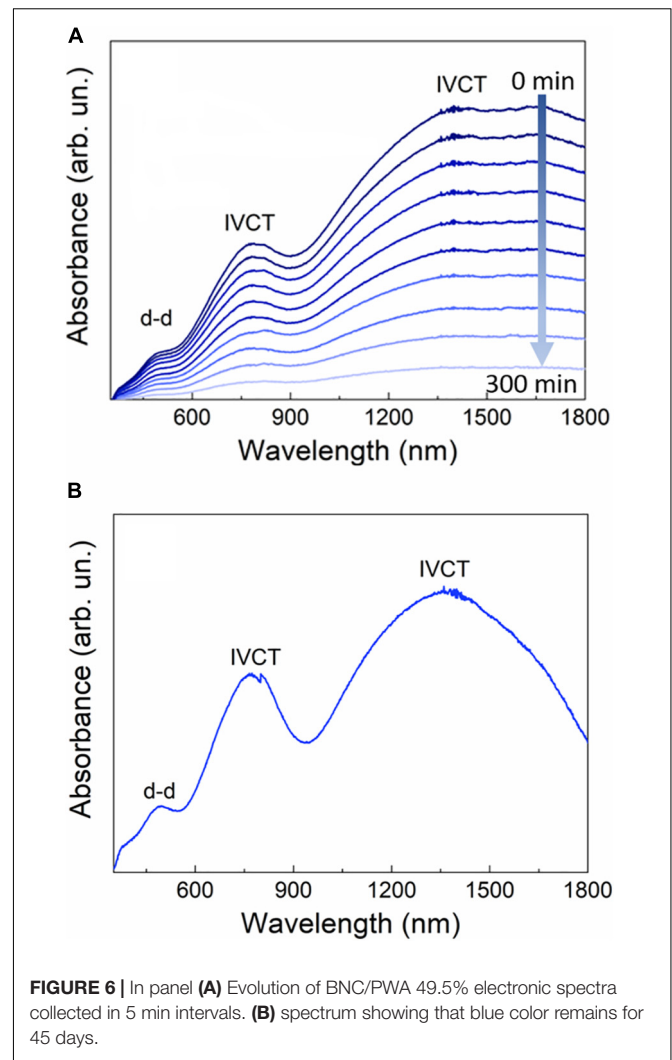 A
Absorbance (arb. un.)
d-d
IVCT
IVCT
0 min
300 min
600 900 1200 1500 1800
Wavelength (nm)
B
Absorbance (arb. un.)
d-d
IVCT
IVCT
600 900 1200 1500 1800
Wavelength (nm)
FIGURE 6 | In panel (A) Evolution of BNC/PWA 49.5% electronic spectra
collected in 5 min intervals. (B) spectrum showing that blue color remains for
45 days.